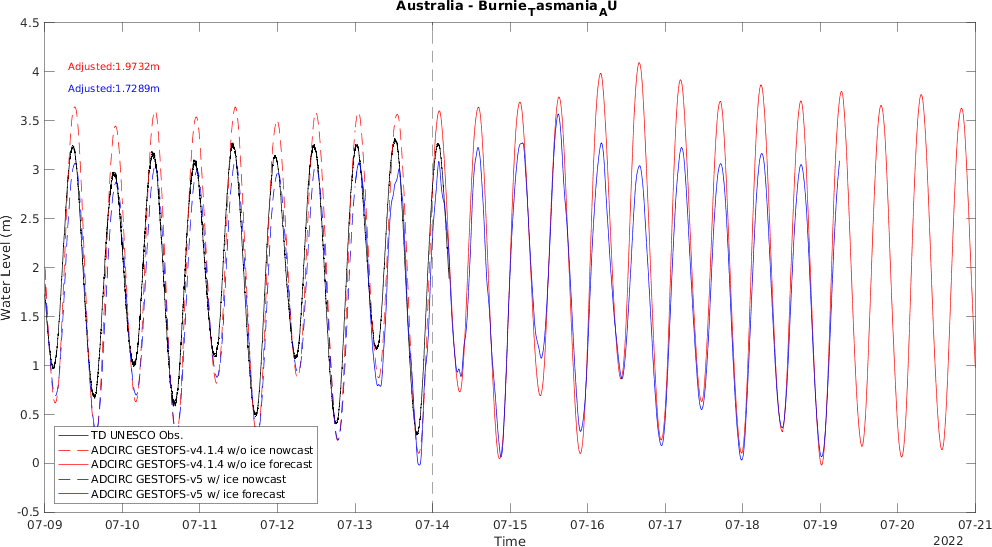 Australia - Burnie_Tasmania_AU
4.5
4
3.5
3
2.5
2
1.5
1
0.5
0
-0.5
Water Level (m)
Adjusted:1.9732m
Adjusted:1.7289m
TD UNESCO Obs.
ADCIRC GESTOFS-v4.1.4 w/o ice nowcast
ADCIRC GESTOFS-v4.1.4 w/o ice forecast
ADCIRC GESTOFS-v5 w/ ice nowcast
ADCIRC GESTOFS-v5 w/ ice forecast
07-09 07-10 07-11 07-12 07-13 07-14 07-15 07-16 07-17 07-18 07-19 07-20 07-21
Time
2022